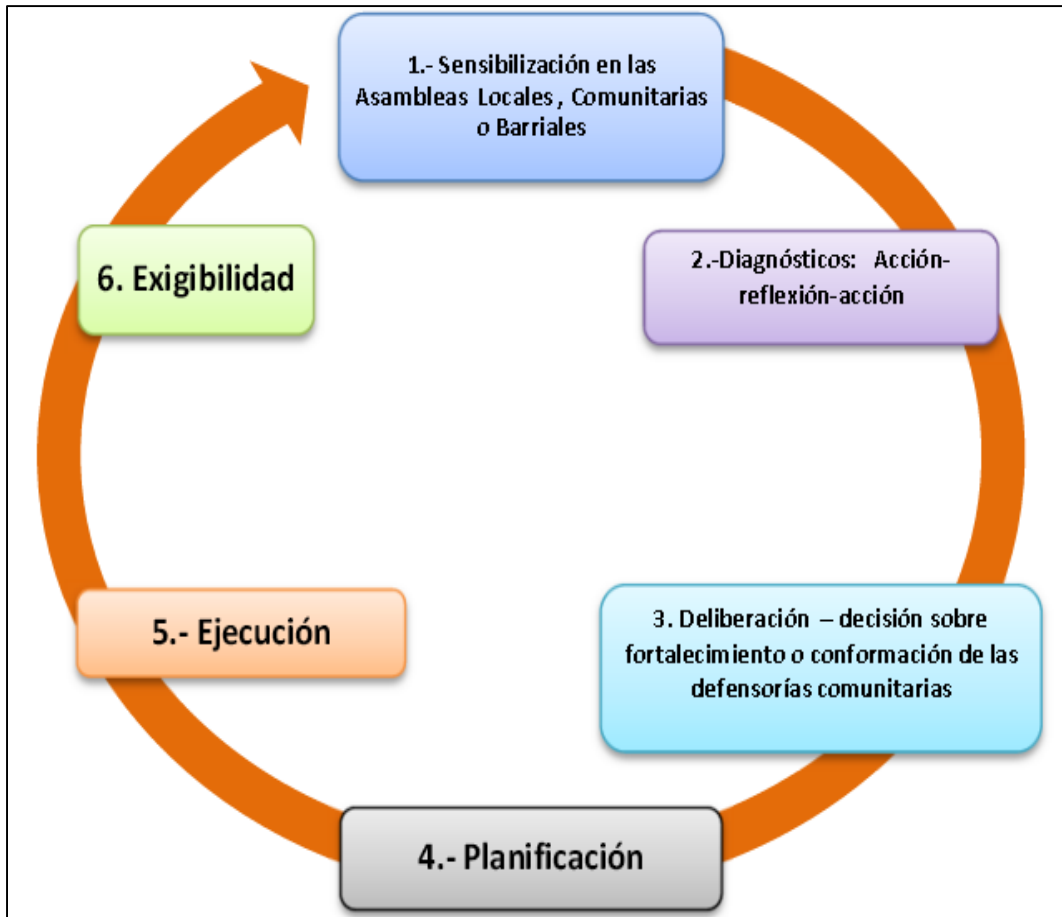 1.- Sensibilización en las
Asambleas Locales , Comunitarias
o Barriales
2.-Diagnósticos: Acción-
reflexión-acción
3. Deliberación – decisión sobre
fortalecimiento o conformación de las
defensorías comunitarias
4.- Planificación
5.- Ejecución
6. Exigibilidad